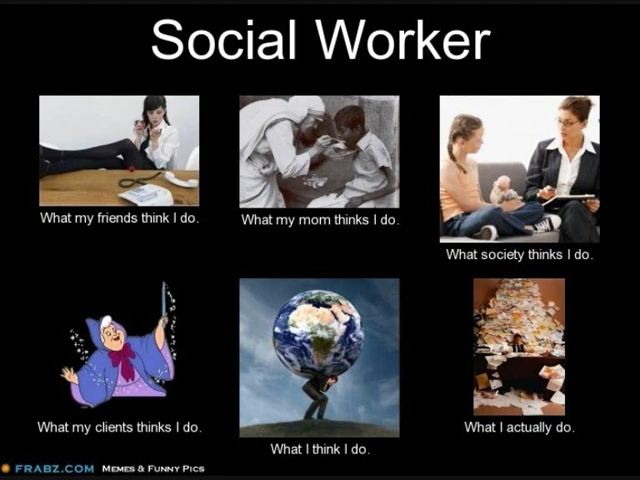 Social Worker
What my friends think I do.
What my mom thinks I do.
What society thinks I do.
What my clients thinks I do.
What I think I do.
What I actually do.
FRABZ.COM MEMES & FUNNY PICS